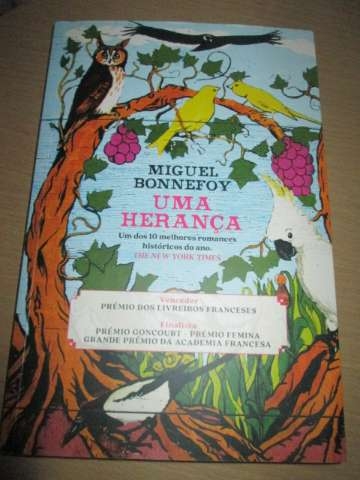 MIGUEL
BONNEFOY
UMA
HERANÇA
Um dos 10 melhores romances
históricos do ano.
THE NEW YORK TIMES
Vencedor
PRÉMIO DOS LIVREIROS FRANCESES
Finalista
PRÉMIO GONCOURT - PRÉMIO FEMINA
GRANDE PRÉMIO DA ACADEMIA FRANCESA